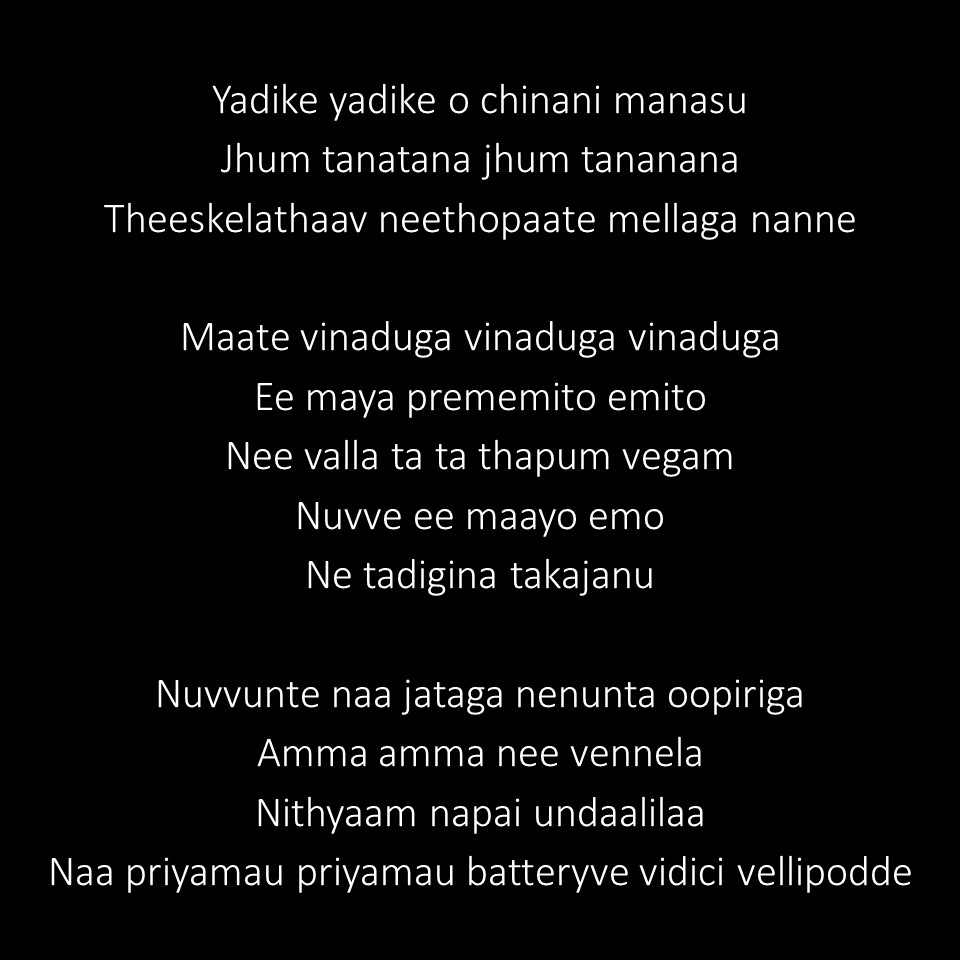 Yadike yadike o chinani manasu
Jhum tanatana jhum tananana
Theeskelathaav neethopaate mellaga nanne
Maate vinaduga vinaduga vinaduga
Ee maya prememito emito
Nee valla ta ta thapum vegam
Nuvve ee maayo emo
Ne tadigina takajanu
Nuvvunte naa jataga nenunta oopiriga
Amma amma nee vennela
Nithyaam napai undaalilaa
Naa priyamau priyamau batteryve vidici vellipodde